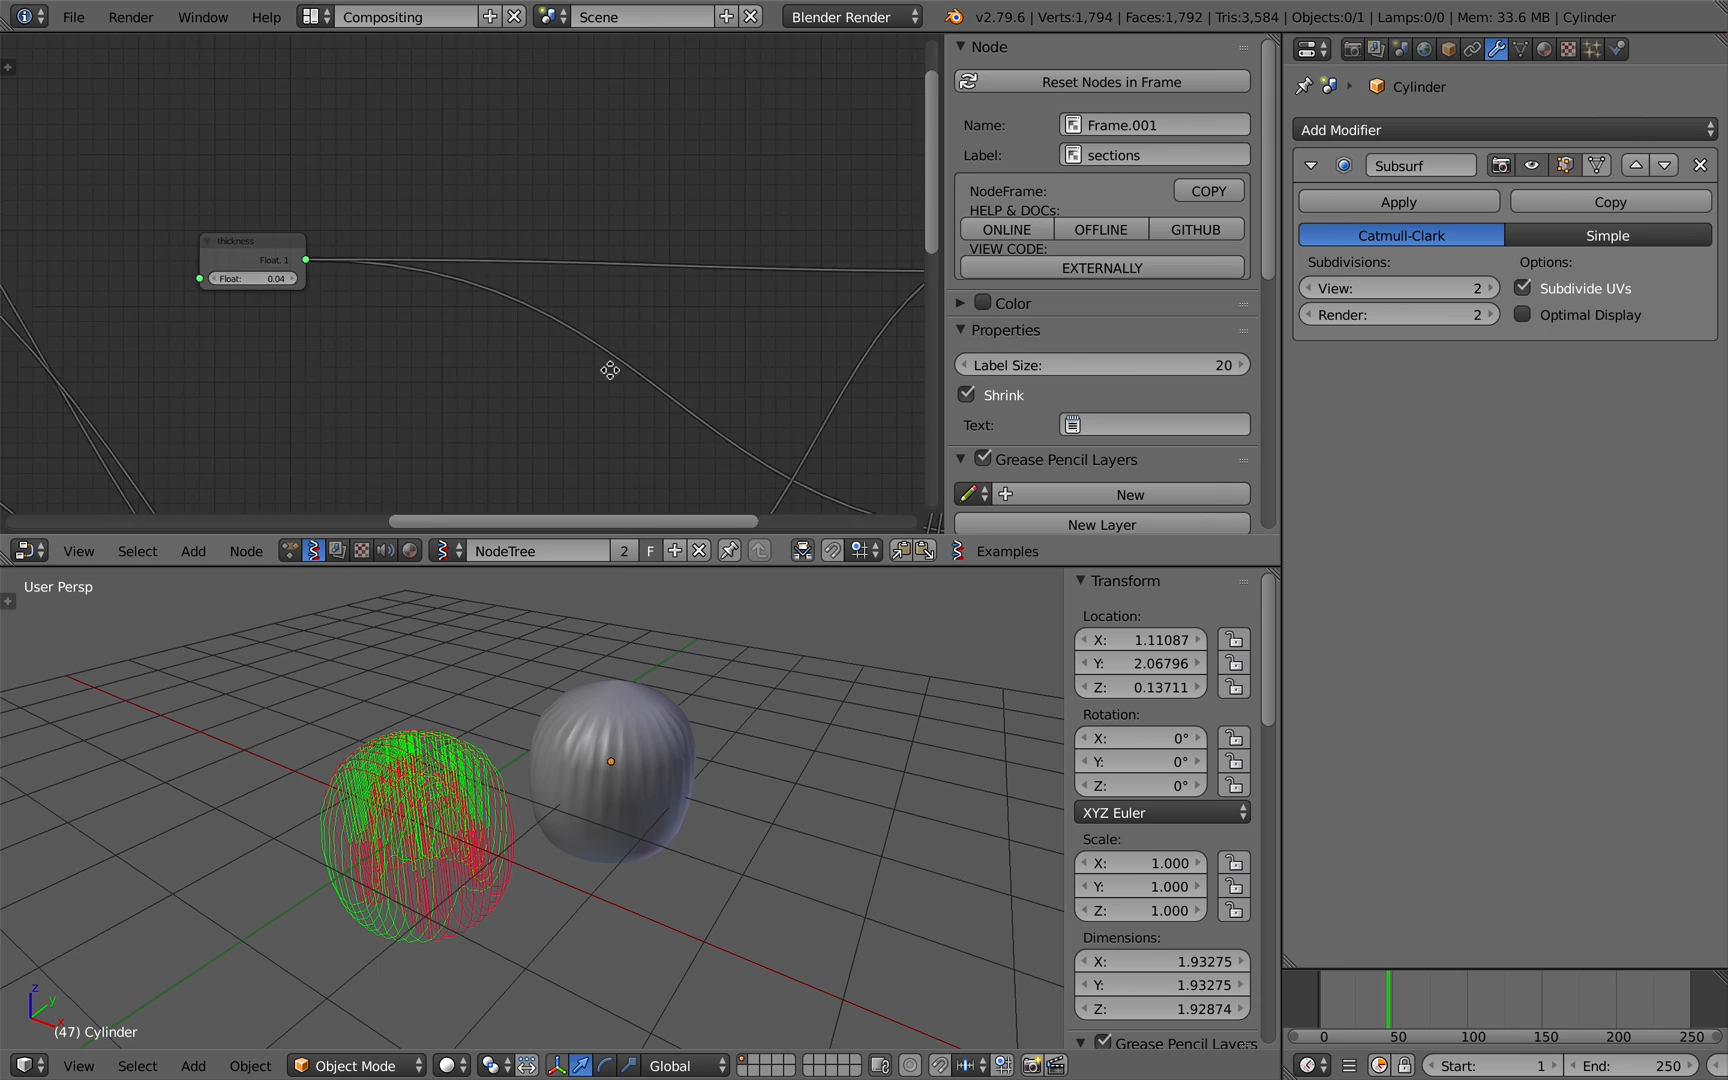 File Render Window Help Compositing Scene Blender Render v2.79.6 | Verts:1,794 | Faces:1,792 | Tris:3,584 | Objects:0/1 | Lamps:0/0 | Mem: 33.6 MB | Cylinder
thickness
Float. 1
Float: 0.04
Node
Reset Nodes in Frame
Name: Frame.001
Label: sections
NodeFrame: COPY
HELP & DOCs:
ONLINE OFFLINE GITHUB
VIEW CODE:
EXTERNALLY
Color
Properties
Label Size: 20
Shrink
Text:
Grease Pencil Layers
New
New Layer
Cylinder
Add Modifier
Subsurf
Apply Copy
Catmull-Clark Simple
Subdivisions: Options:
View: 2 Subdivide UVs
Render: 2 Optimal Display
View Select Add Node NodeTree 2 F Examples
User Persp
z
y
x
(47) Cylinder
Transform
Location:
X: 1.11087
Y: 2.06796
Z: 0.13711
Rotation:
X: 0°
Y: 0°
Z: 0°
XYZ Euler
Scale:
X: 1.000
Y: 1.000
Z: 1.000
Dimensions:
X: 1.93275
Y: 1.93275
Z: 1.92874
Grease Pencil Layers
View Select Add Object Object Mode Global
0 50 100 150 200 250
Start: 1 End: 250